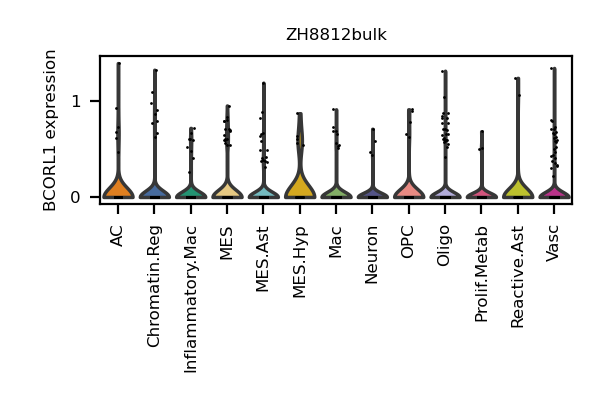 ZH8812bulk
BCORL1 expression
1
0
AC
Chromatin.Reg
Inflammatory.Mac
MES
MES.Ast
MES.Hyp
Mac
Neuron
OPC
Oligo
Prolif.Metab
Reactive.Ast
Vasc